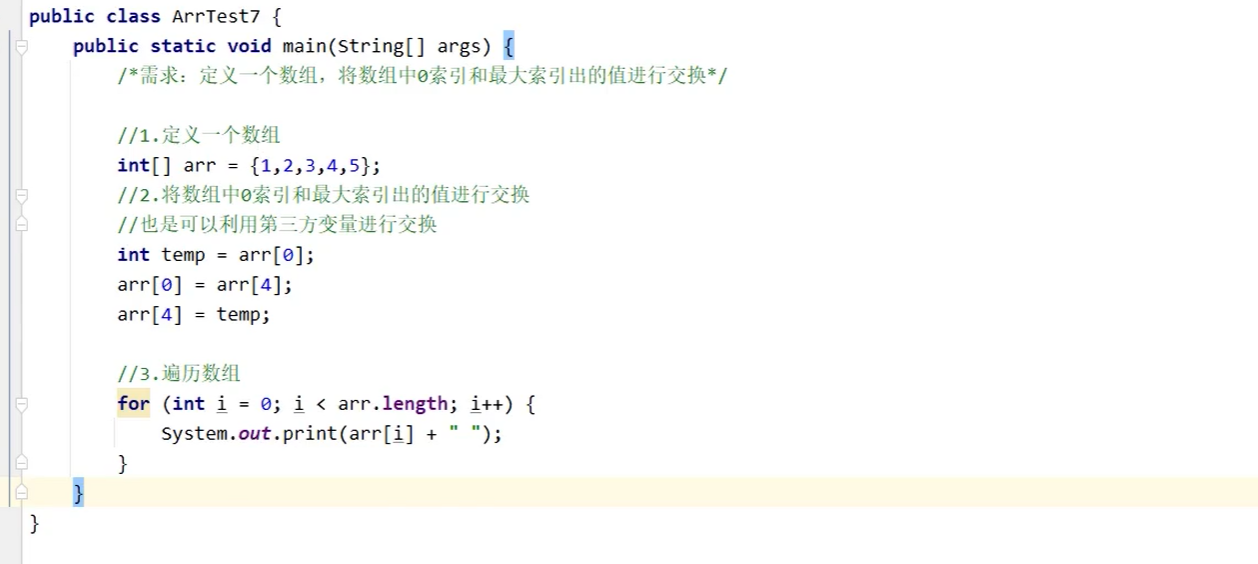 public class ArrTest7 {
public static void main(String[] args) {
/*需求：定义一个数组，将数组中0索引和最大索引出的值进行交换*/
//1.定义一个数组
int[] arr = {1,2,3,4,5};
//2.将数组中0索引和最大索引出的值进行交换
//也是可以利用第三方变量进行交换
int temp = arr[0];
arr[0] = arr[4];
arr[4] = temp;
//3.遍历数组
for (int i = 0; i < arr.length; i++) {
System.out.print(arr[i] + " ");
}
}
}